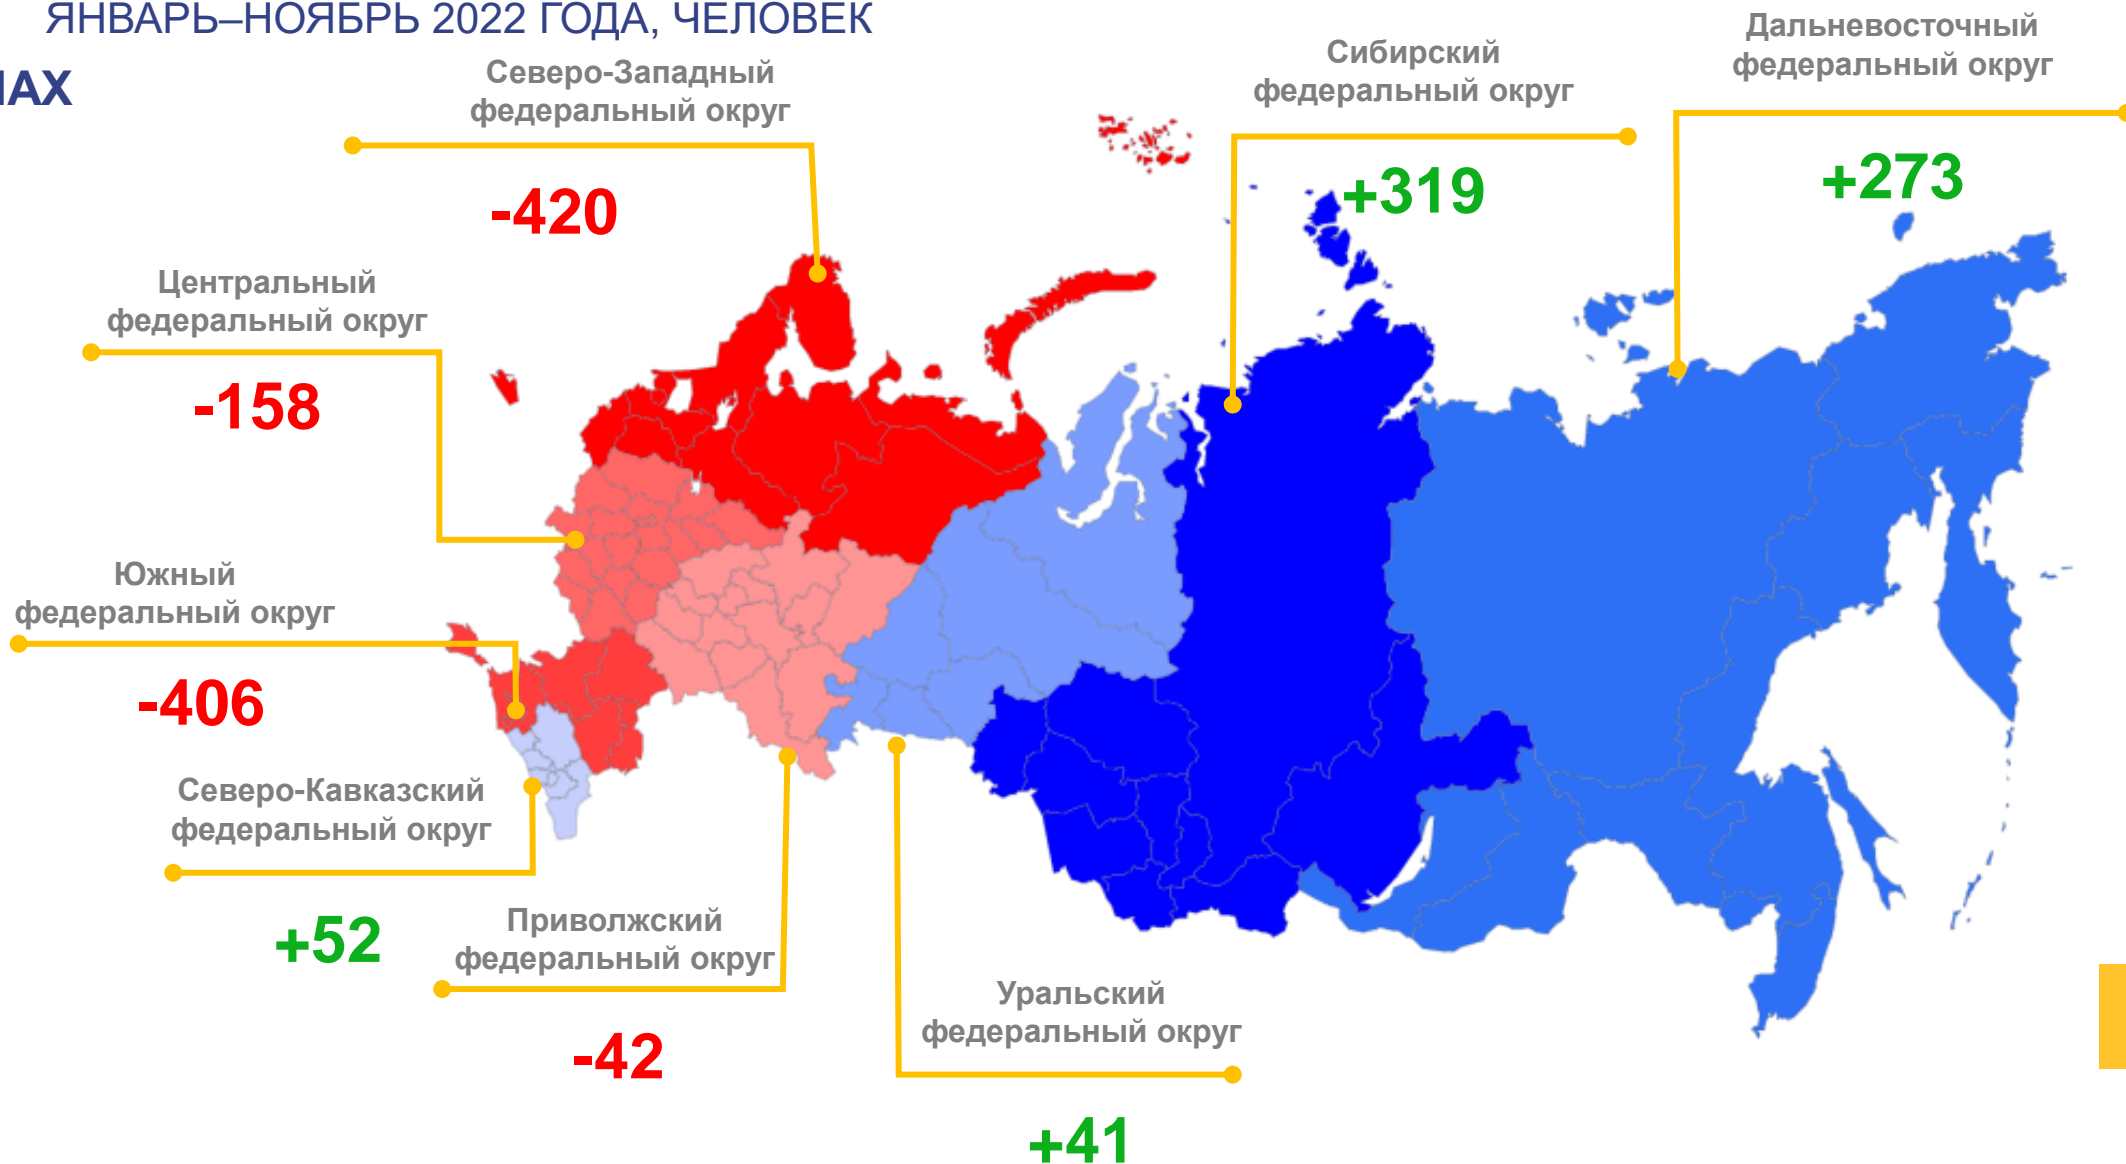 ЯНВАРЬ–НОЯБРЬ 2022 ГОДА, ЧЕЛОВЕК
Северо-Западный
федеральный округ
-420
Сибирский
федеральный округ
+319
Дальневосточный
федеральный округ
+273
Центральный
федеральный округ
-158
Южный
федеральный округ
-406
Северо-Кавказский
федеральный округ
+52
Приволжский
федеральный округ
-42
Уральский
федеральный округ
+41